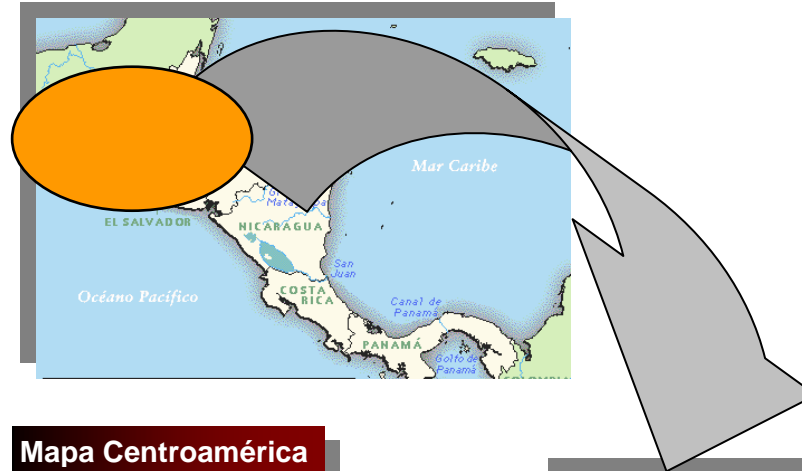 Mar Caribe
EL SALVADOR
NICARAGUA
San
Juan
COSTA
RICA
Océano Pacífico
Canal de
Panamá
PANAMÁ
Golfo de
Panamá
Mapa Centroamérica